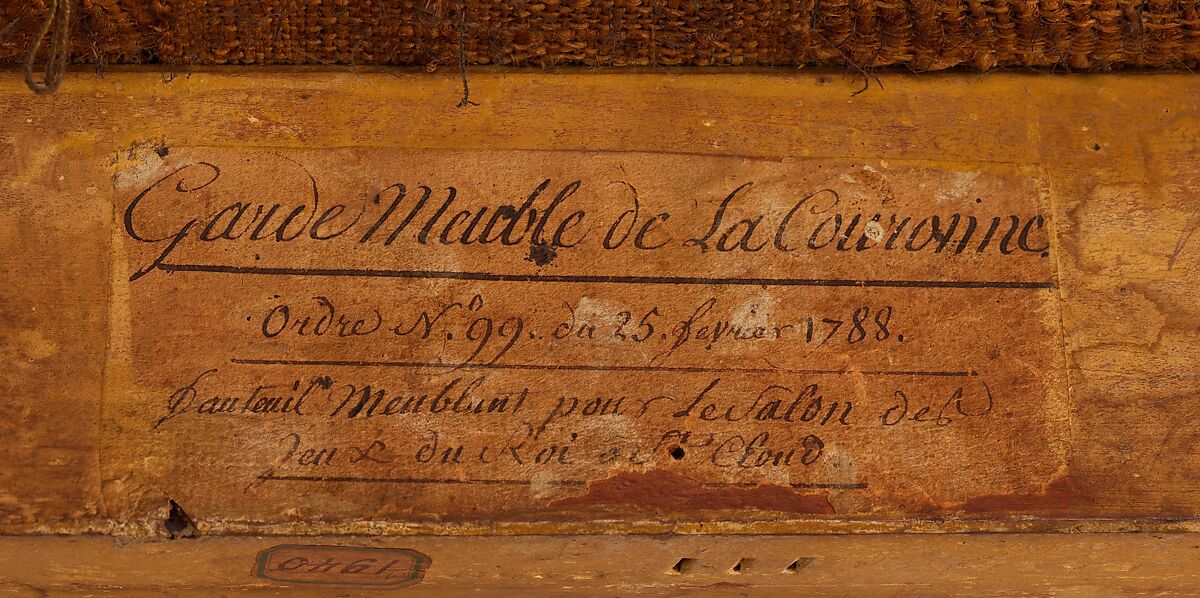 Garde Meuble de La Couronne
Ordre N.º 99. du 25. fevrier 1788.
fauteuil Meublant pour Le Salon des
Jeux du Roi a St. Cloud.
1940